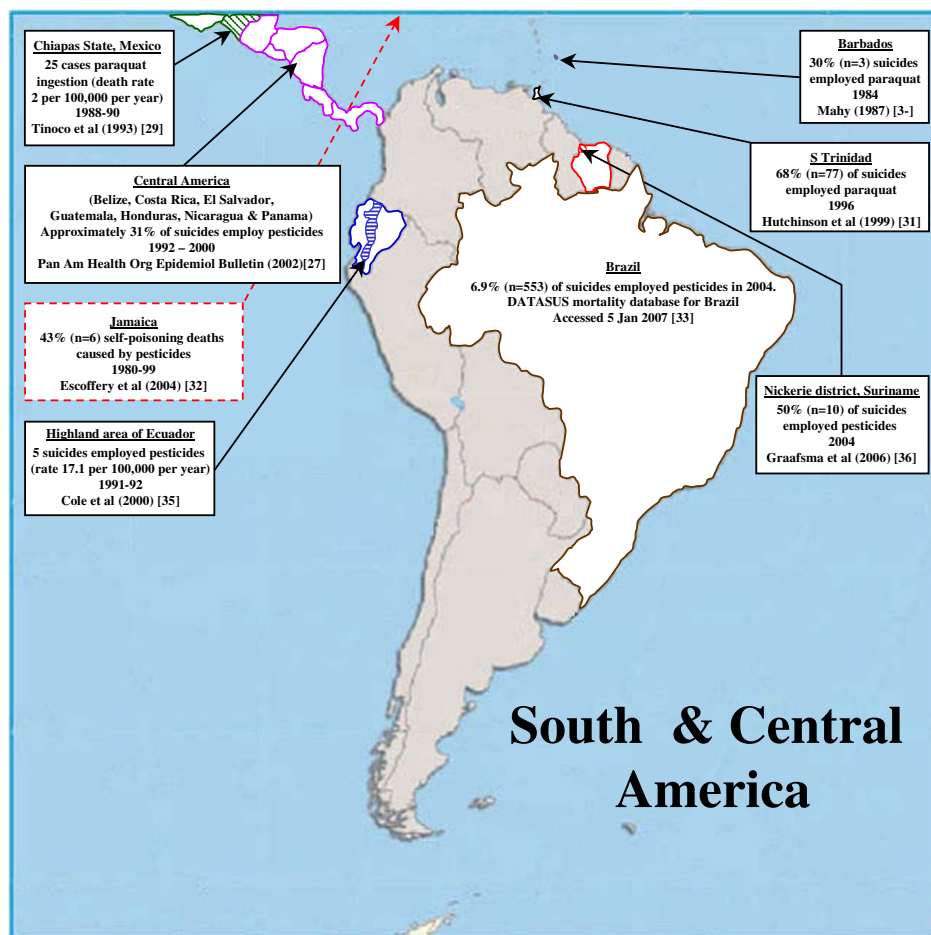 Chiapas State, Mexico
25 cases paraquat
ingestion (death rate
2 per 100,000 per year)
1988-90
Tinoco et al (1993) [29]
Central America
(Belize, Costa Rica, El Salvador,
Guatemala, Honduras, Nicaragua & Panama)
Approximately 31% of suicides employ pesticides
1992 – 2000
Pan Am Health Org Epidemiol Bulletin (2002)[27]
Jamaica
43% (n=6) self-poisoning deaths
caused by pesticides
1980-99
Escoffery et al (2004) [32]
Highland area of Ecuador
5 suicides employed pesticides
(rate 17.1 per 100,000 per year)
1991-92
Cole et al (2000) [35]
Brazil
6.9% (n=553) of suicides employed pesticides in 2004.
DATASUS mortality database for Brazil
Accessed 5 Jan 2007 [33]
Barbados
30% (n=3) suicides
employed paraquat
1984
Mahy (1987) [3-]
S Trinidad
68% (n=77) of suicides
employed paraquat
1996
Hutchinson et al (1999) [31]
Nickerie district, Suriname
50% (n=10) of suicides
employed pesticides
2004
Graafsma et al (2006) [36]
South & Central
America